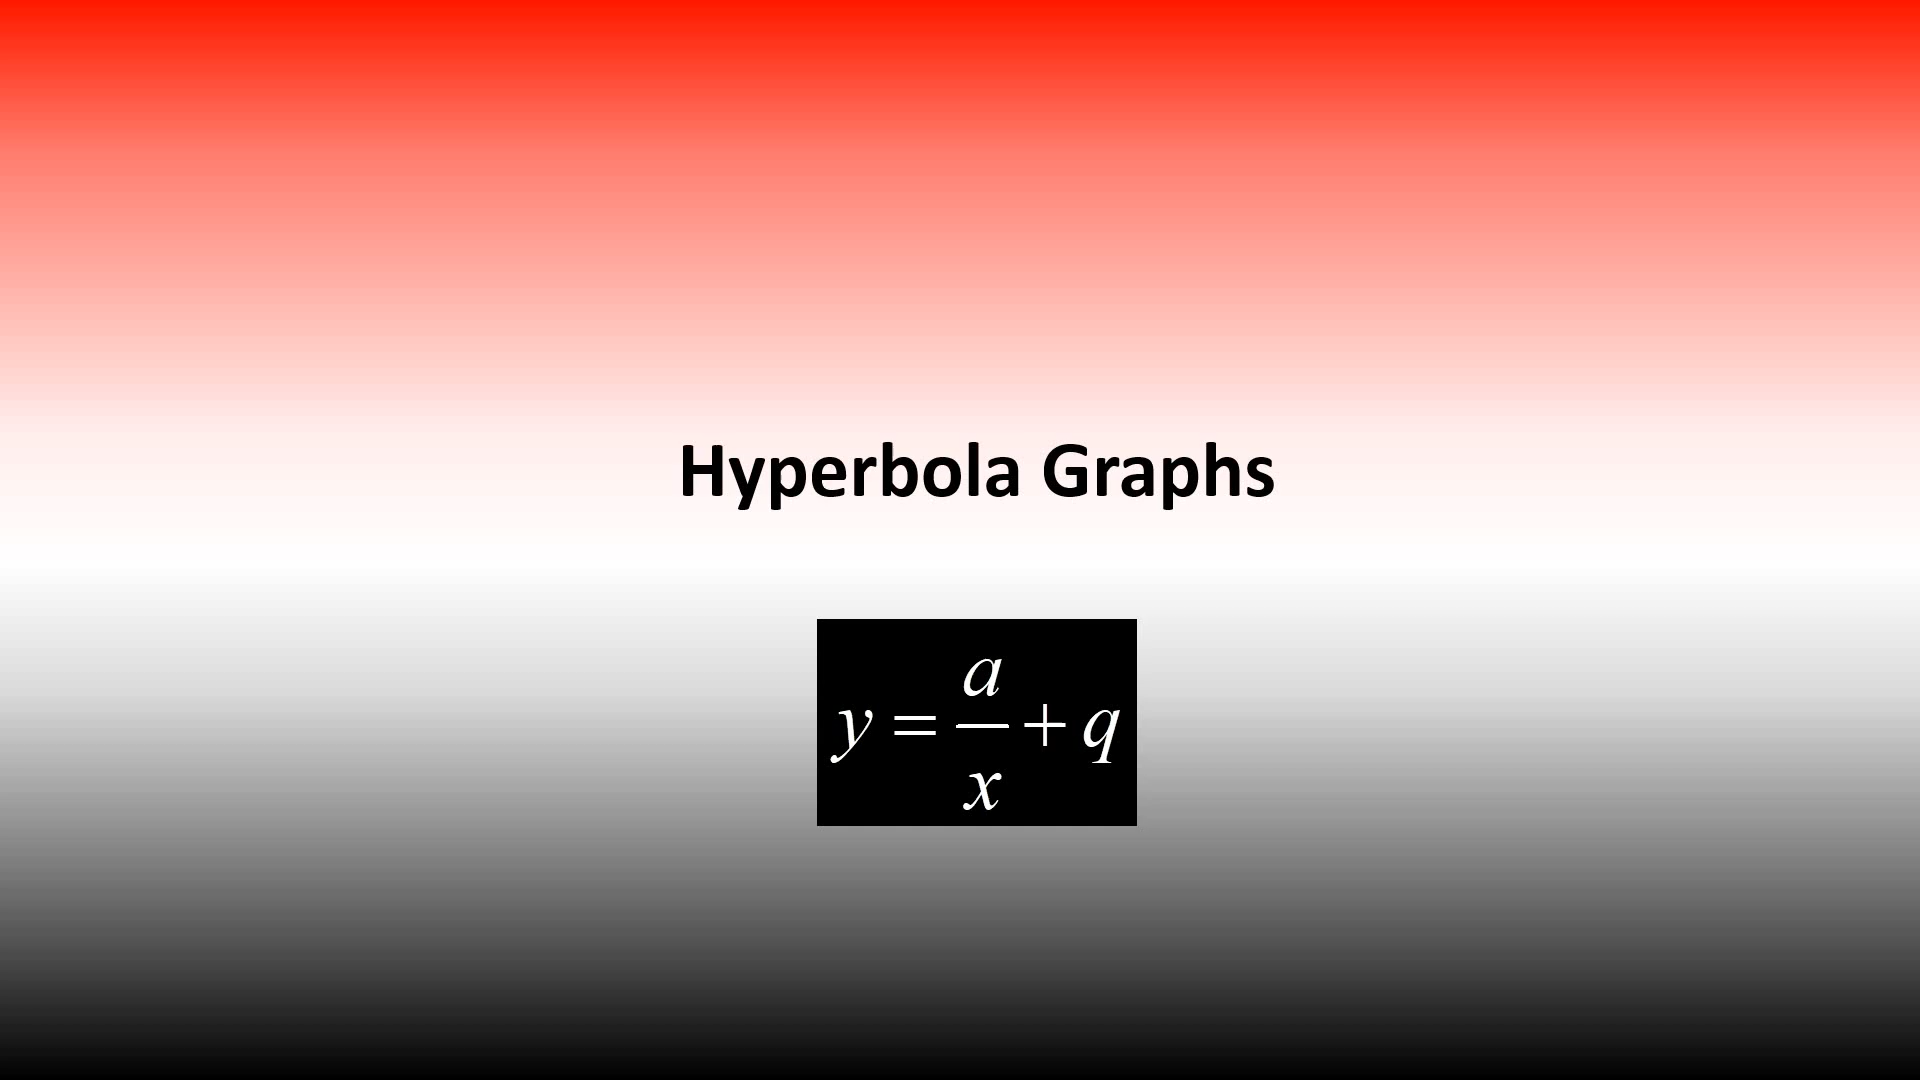 Hyperbola Graphs
y = a/x + q